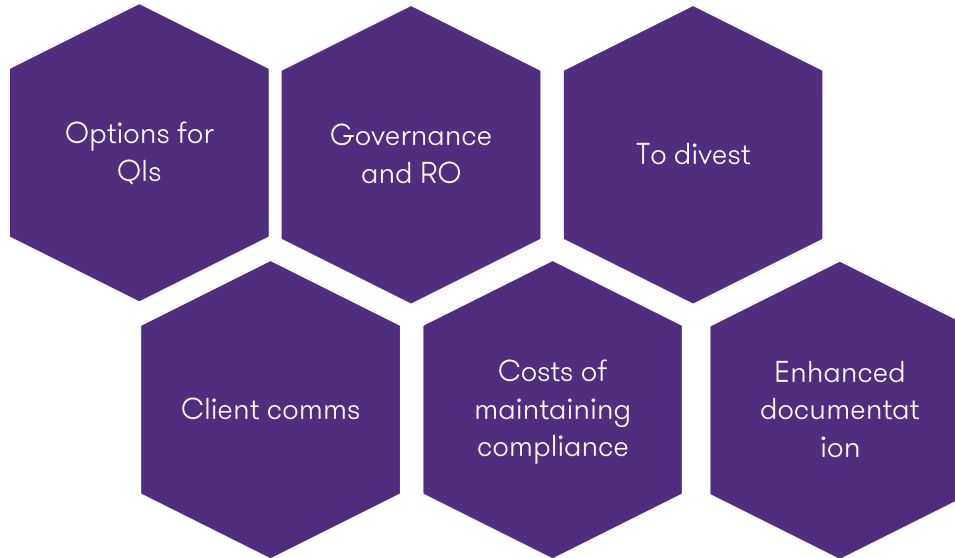 Options for
QIs
Governance
and RO
To divest
Client comms
Costs of
maintaining
compliance
Enhanced
documentat
ion